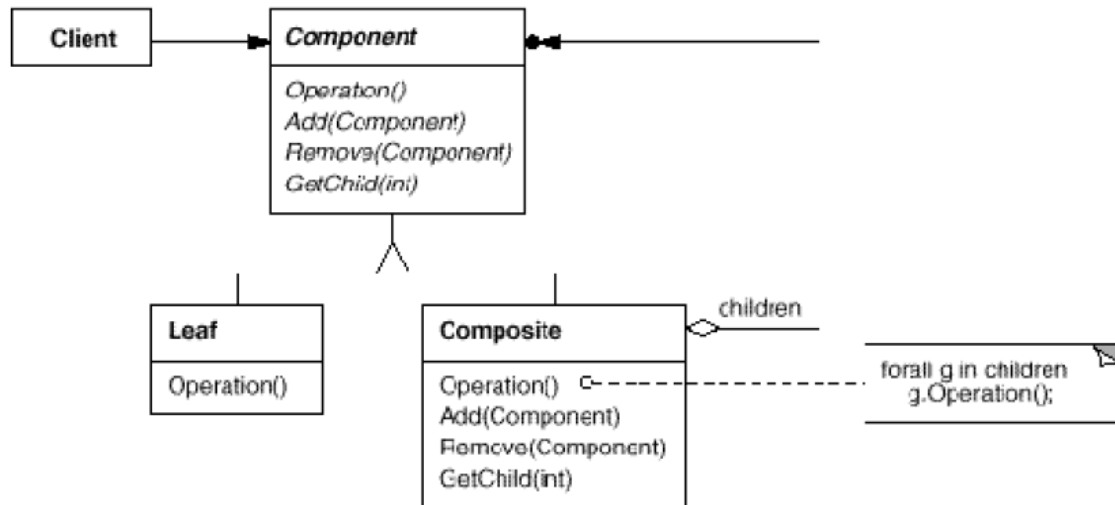 Client
Component
Operation()
Add(Component)
Remove(Component)
GetChild(int)
Leaf
Operation()
Composite
Operation()
Add(Component)
Remove(Component)
GetChild(int)
children
forall g in children
g.Operation();